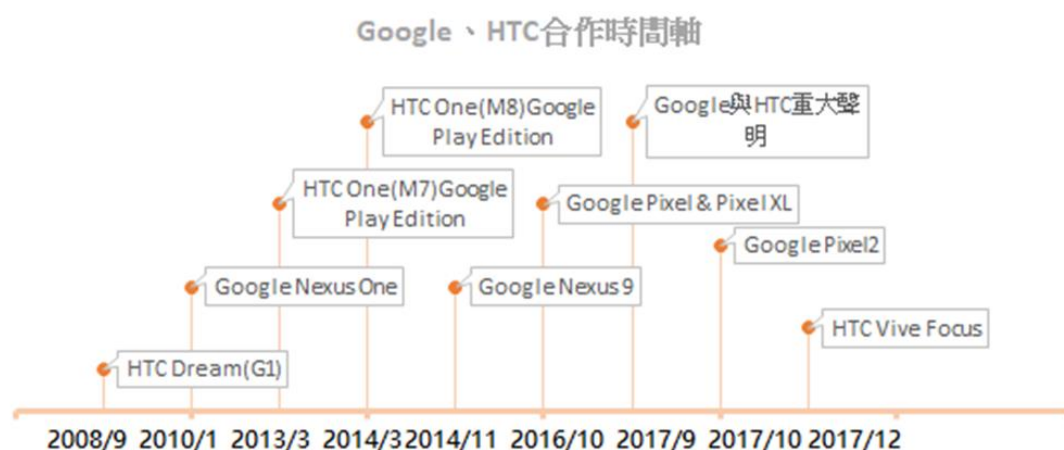 Google、HTC合作時間軸
HTC One(M8)Google
Play Edition
Google與HTC重大聲
明
HTC One(M7)Google
Play Edition
Google Pixel & Pixel XL
Google Pixel2
Google Nexus One
Google Nexus 9
HTC Vive Focus
HTC Dream(G1)
2008/9 2010/1 2013/3 2014/3 2014/11 2016/10 2017/9 2017/10 2017/12